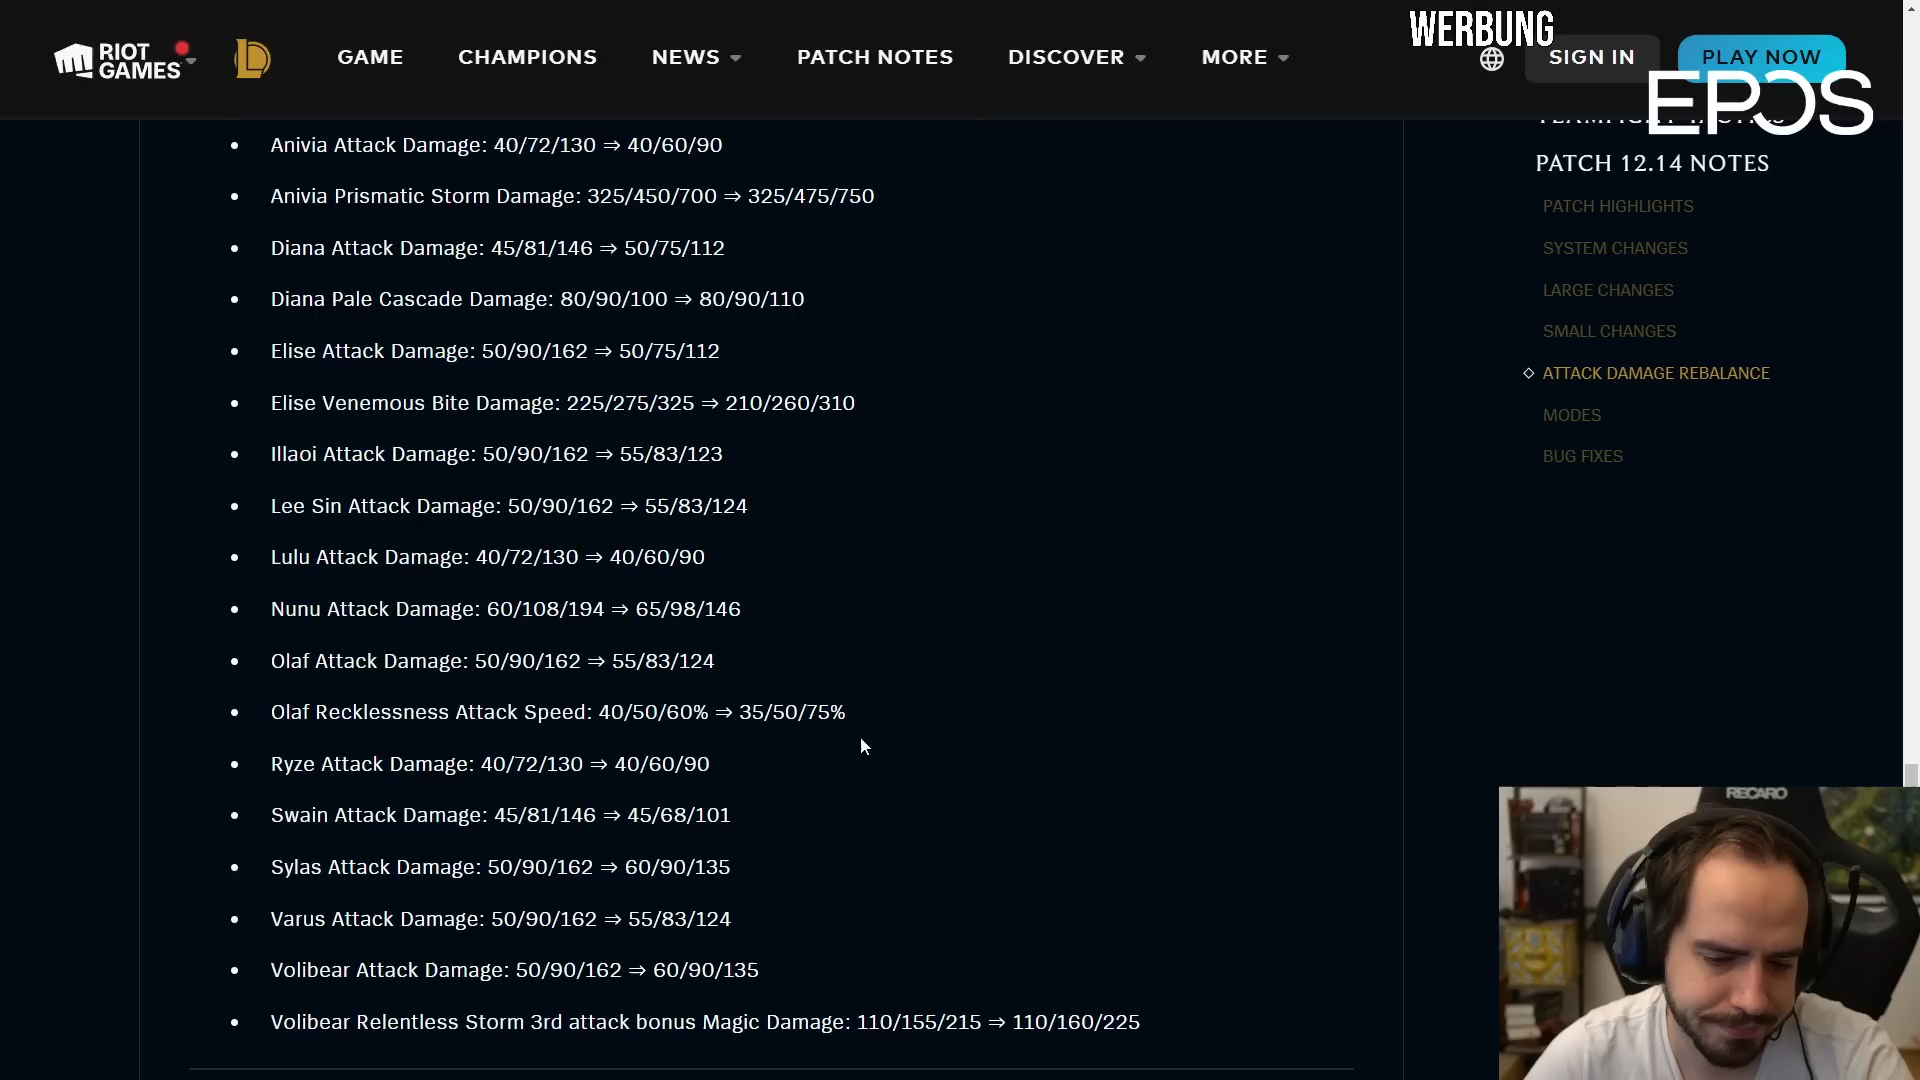 WERBUNG
RIOT GAMES
GAME
CHAMPIONS
NEWS
PATCH NOTES
DISCOVER
MORE
SIGN IN
PLAY NOW
EPOS
Anivia Attack Damage: 40/72/130 ⇒ 40/60/90
Anivia Prismatic Storm Damage: 325/450/700 ⇒ 325/475/750
Diana Attack Damage: 45/81/146 ⇒ 50/75/112
Diana Pale Cascade Damage: 80/90/100 ⇒ 80/90/110
Elise Attack Damage: 50/90/162 ⇒ 50/75/112
Elise Venemous Bite Damage: 225/275/325 ⇒ 210/260/310
Illaoi Attack Damage: 50/90/162 ⇒ 55/83/123
Lee Sin Attack Damage: 50/90/162 ⇒ 55/83/124
Lulu Attack Damage: 40/72/130 ⇒ 40/60/90
Nunu Attack Damage: 60/108/194 ⇒ 65/98/146
Olaf Attack Damage: 50/90/162 ⇒ 55/83/124
Olaf Recklessness Attack Speed: 40/50/60% ⇒ 35/50/75%
Ryze Attack Damage: 40/72/130 ⇒ 40/60/90
Swain Attack Damage: 45/81/146 ⇒ 45/68/101
Sylas Attack Damage: 50/90/162 ⇒ 60/90/135
Varus Attack Damage: 50/90/162 ⇒ 55/83/124
Volibear Attack Damage: 50/90/162 ⇒ 60/90/135
Volibear Relentless Storm 3rd attack bonus Magic Damage: 110/155/215 ⇒ 110/160/225
PATCH 12.14 NOTES
PATCH HIGHLIGHTS
SYSTEM CHANGES
LARGE CHANGES
SMALL CHANGES
ATTACK DAMAGE REBALANCE
MODES
BUG FIXES
RECARO